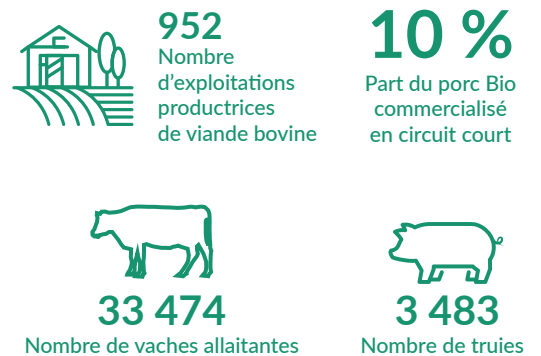 952
Nombre
d'exploitations
productrices
de viande bovine
10 %
Part du porc Bio
commercialisé
en circuit court
33 474
Nombre de vaches allaitantes
3 483
Nombre de truies